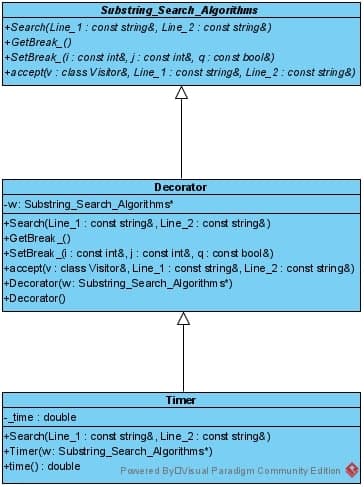 Substring_Search_Algorithms
+Search(Line_1 : const string&, Line_2 : const string&)
+GetBreak_()
+SetBreak_(i : const int&, j : const int&, q : const bool&)
+accept(v : class Visitor&, Line_1 : const string&, Line_2 : const string&)
Decorator
-w: Substring_Search_Algorithms*
+Search(Line_1 : const string&, Line_2 : const string&)
+GetBreak_()
+SetBreak_(i : const int&, j : const int&, q : const bool&)
+accept(v : class Visitor&, Line_1 : const string&, Line_2 : const string&)
+Decorator(w: Substring_Search_Algorithms*)
+Decorator()
Timer
-_time : double
+Search(Line_1 : const string&, Line_2 : const string&)
+Timer(w: Substring_Search_Algorithms*)
+time() : double
Powered By Visual Paradigm Community Edition